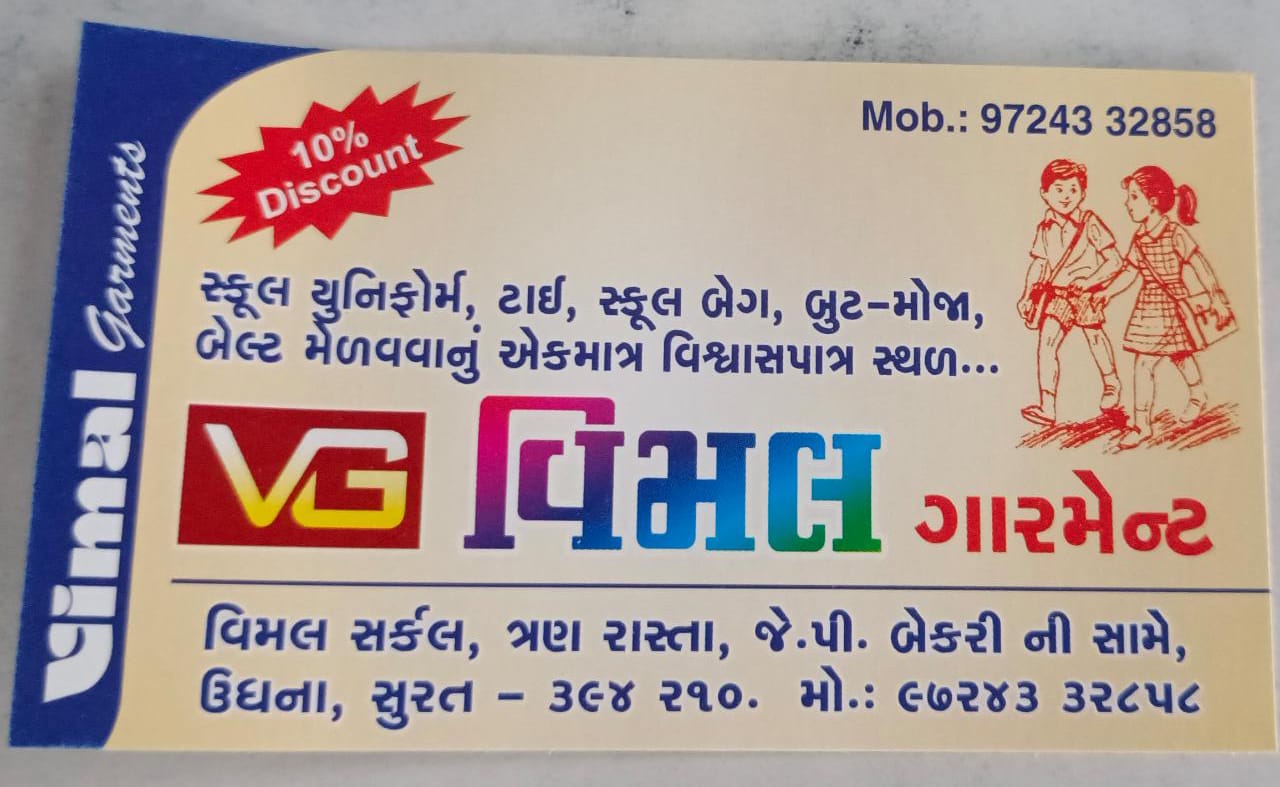 Vimal Garments
10%
Discount
Mob.: 97243 32858
સ્કૂલ યુનિફોર્મ, ટાઈ, સ્કૂલ બેગ, બુટ-મોજા,
બેલ્ટ મેળવવાનું એકમાત્ર વિશ્વાસપાત્ર સ્થળ...
VG
વિમલ ગારમેન્ટ
વિમલ સર્કલ, ત્રણ રાસ્તા, જે.પી. બેકરી ની સામે,
ઉધના, સુરત - ૩૯૪ ૨૧૦. મો.: ૯૭૨૪૩ ૩૨૮૫૮